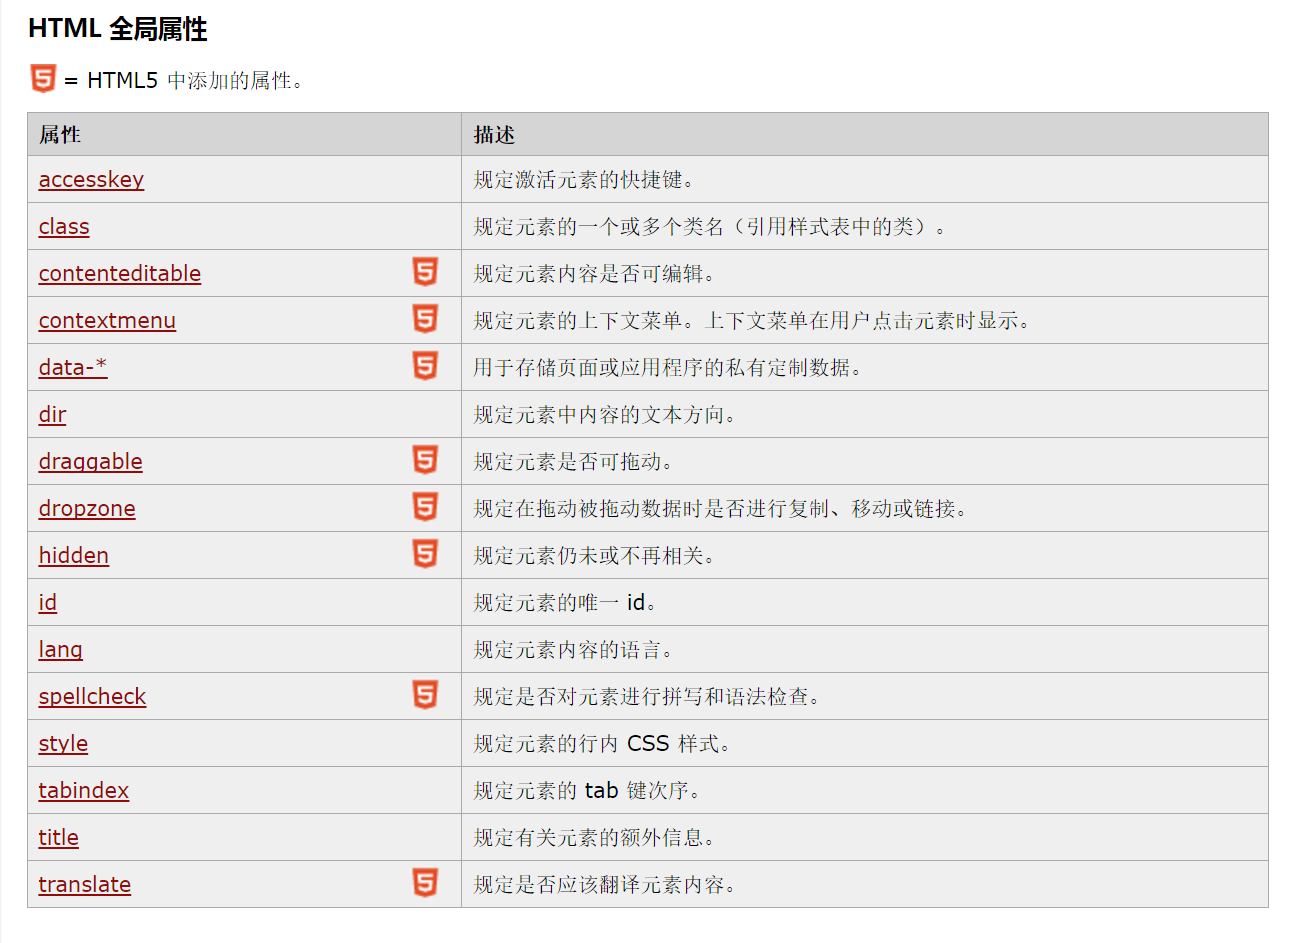 HTML 全局属性
5 = HTML5 中添加的属性。
属性 描述
accesskey 规定激活元素的快捷键。
class 规定元素的一个或多个类名（引用样式表中的类）。
contenteditable 5 规定元素内容是否可编辑。
contextmenu 5 规定元素的上下文菜单。上下文菜单在用户点击元素时显示。
data-* 5 用于存储页面或应用程序的私有定制数据。
dir 规定元素中内容的文本方向。
draggable 5 规定元素是否可拖动。
dropzone 5 规定在拖动被拖动数据时是否进行复制、移动或链接。
hidden 5 规定元素仍未或不再相关。
id 规定元素的唯一 id。
lang 规定元素内容的语言。
spellcheck 5 规定是否对元素进行拼写和语法检查。
style 规定元素的行内 CSS 样式。
tabindex 规定元素的 tab 键次序。
title 规定有关元素的额外信息。
translate 5 规定是否应该翻译元素内容。